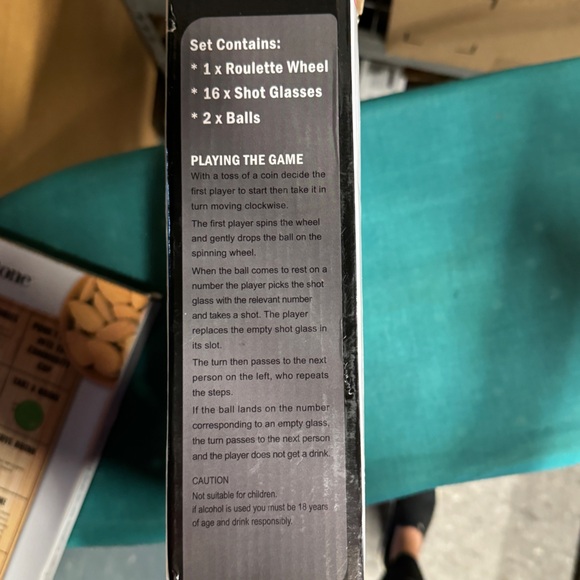 Set Contains:
* 1 x Roulette Wheel
* 16 x Shot Glasses
* 2 x Balls
PLAYING THE GAME
With a toss of a coin decide the
first player to start then take it in
turn moving clockwise.
The first player spins the wheel
and gently drops the ball on the
spinning wheel.
When the ball comes to rest on a
number the player picks the shot
glass with the relevant number
and takes a shot. The player
replaces the empty shot glass in
its slot.
The turn then passes to the next
person on the left, who repeats
the steps.
If the ball lands on the number
corresponding to an empty glass,
the turn passes to the next person
and the player does not get a drink.
CAUTION
Not suitable for children.
if alcohol is used you must be 18 years
of age and drink responsibly.